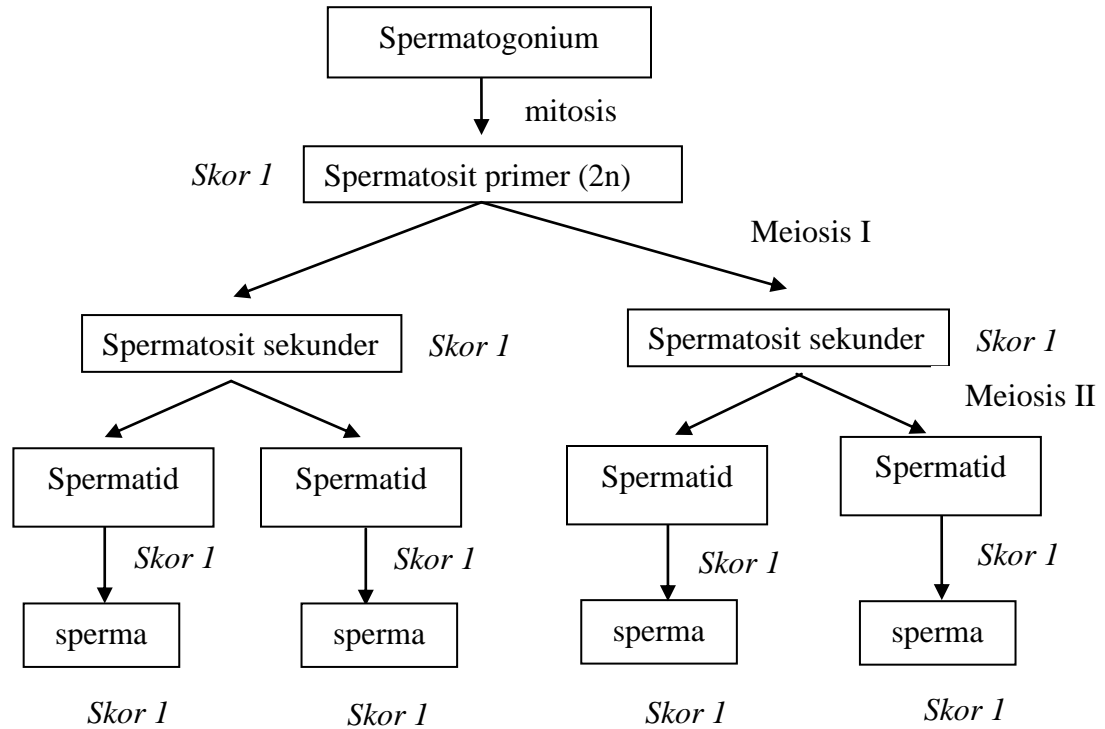 Spermatogonium
mitosis
Skor 1 Spermatosit primer (2n)
Meiosis I
Spermatosit sekunder Skor 1 Spermatosit sekunder Skor 1
Meiosis II
Spermatid Spermatid Spermatid Spermatid
Skor 1 Skor 1 Skor 1 Skor 1
sperma sperma sperma sperma
Skor 1 Skor 1 Skor 1 Skor 1